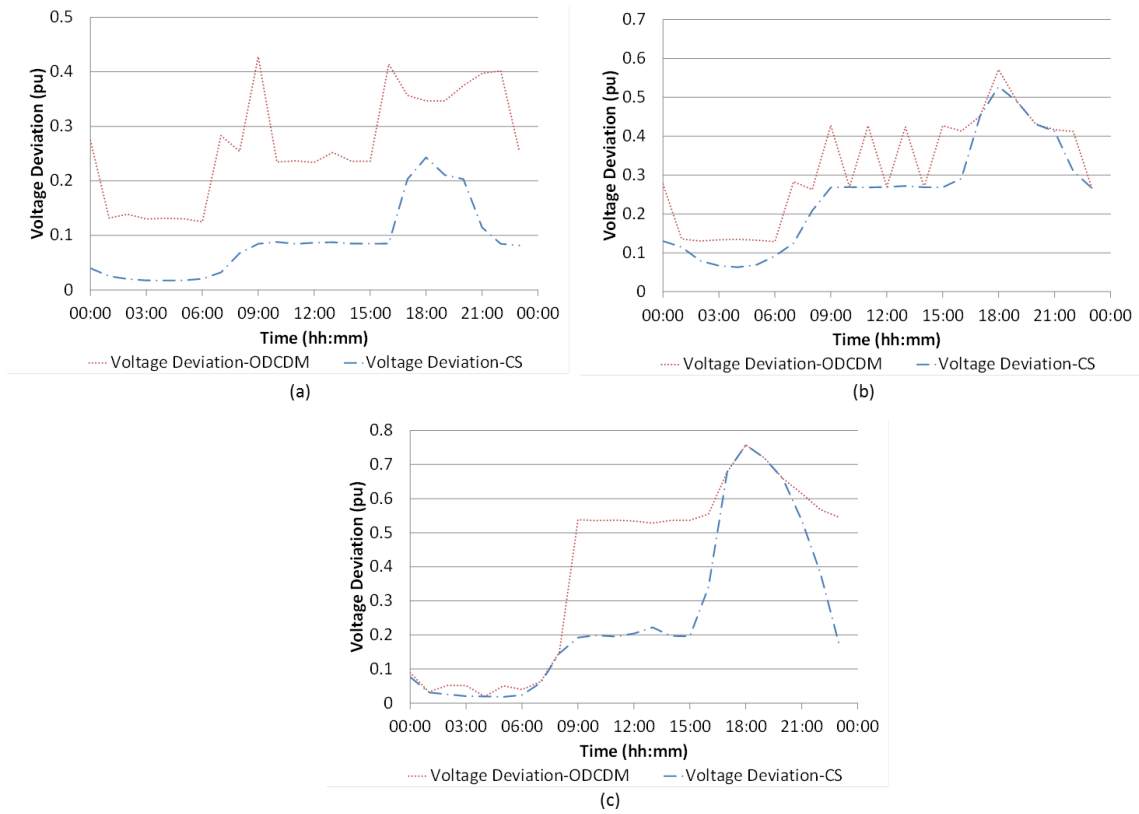 0.5
0.4
0.3
0.2
0.1
0
Voltage Deviation (pu)
00:00 03:00 06:00 09:00 12:00 15:00 18:00 21:00 00:00
Time (hh:mm)
Voltage Deviation-ODCDM Voltage Deviation-CS
(a)
0.7
0.6
0.5
0.4
0.3
0.2
0.1
0
Voltage Deviation (pu)
00:00 03:00 06:00 09:00 12:00 15:00 18:00 21:00 00:00
Time (hh:mm)
Voltage Deviation-ODCDM Voltage Deviation-CS
(b)
0.8
0.7
0.6
0.5
0.4
0.3
0.2
0.1
0
Voltage Deviation (pu)
00:00 03:00 06:00 09:00 12:00 15:00 18:00 21:00 00:00
Time (hh:mm)
Voltage Deviation-ODCDM Voltage Deviation-CS
(c)